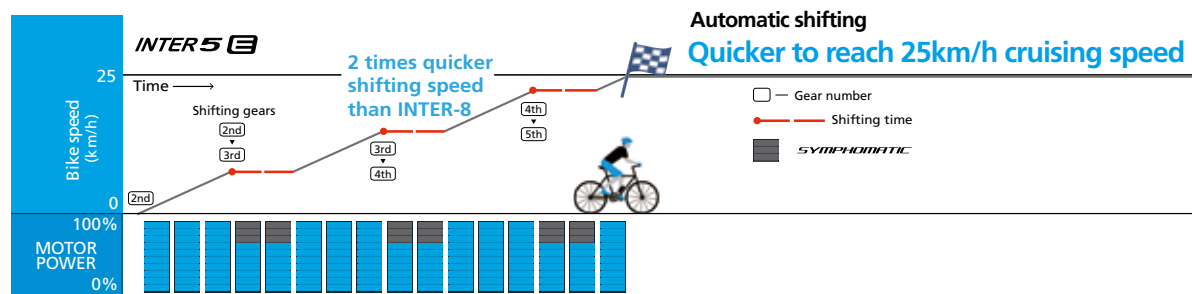 Automatic shifting
Quicker to reach 25km/h cruising speed
INTER 5 E
2 times quicker
shifting speed
than INTER-8
25
Time
Shifting gears
2nd
3rd
3rd
4th
4th
5th
2nd
0
Bike speed
(km/h)
Gear number
Shifting time
SYMPHOMATIC
100%
MOTOR
POWER
0%